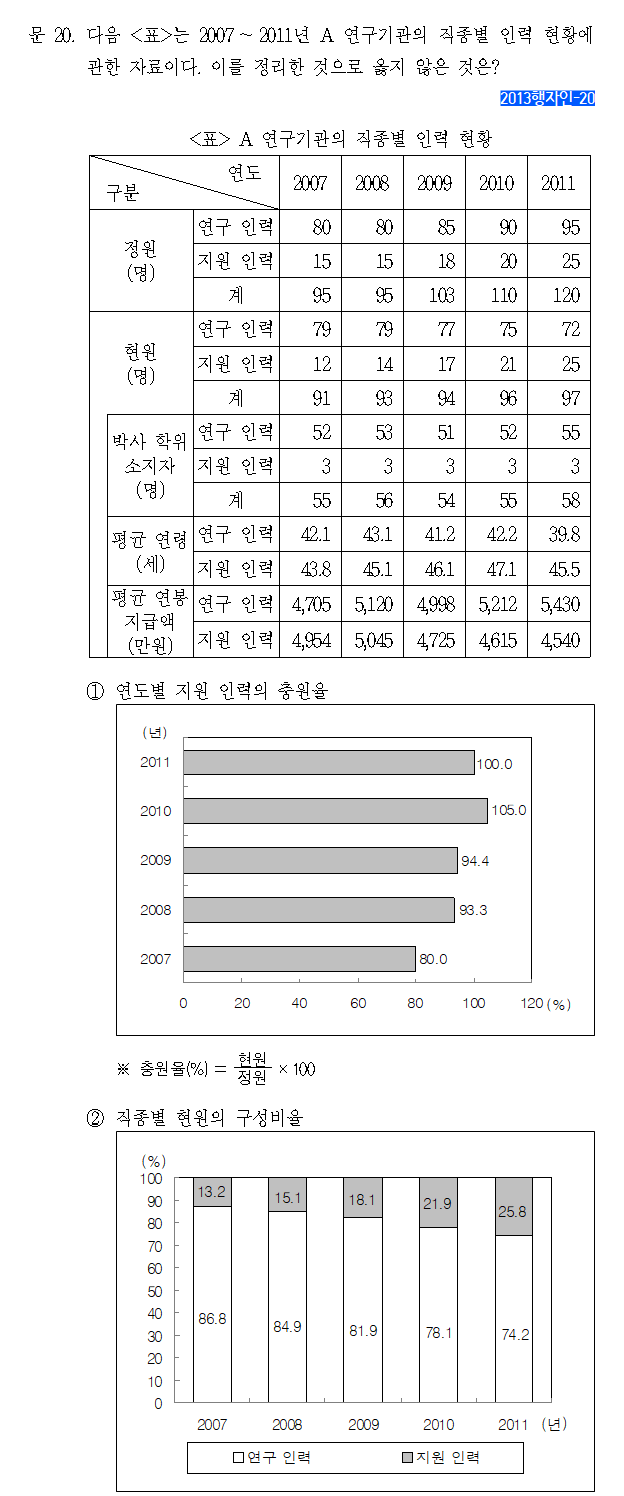 문 20. 다음 <표>는 2007 ~ 2011년 A 연구기관의 직종별 인력 현황에
관한 자료이다. 이를 정리한 것으로 옳지 않은 것은?
2013행자인-20
<표> A 연구기관의 직종별 인력 현황
구분 연도 2007 2008 2009 2010 2011
정원 (명) 연구 인력 80 80 85 90 95
지원 인력 15 15 18 20 25
계 95 95 103 110 120
현원 (명) 연구 인력 79 79 77 75 72
지원 인력 12 14 17 21 25
계 91 93 94 96 97
박사 학위 소지자 (명) 연구 인력 52 53 51 52 55
지원 인력 3 3 3 3 3
계 55 56 54 55 58
평균 연령 (세) 연구 인력 42.1 43.1 41.2 42.2 39.8
지원 인력 43.8 45.1 46.1 47.1 45.5
평균 연봉 지급액 (만원) 연구 인력 4,705 5,120 4,998 5,212 5,430
지원 인력 4,954 5,045 4,725 4,615 4,540
① 연도별 지원 인력의 충원율
(년)
2011 100.0
2010 105.0
2009 94.4
2008 93.3
2007 80.0
0 20 40 60 80 100 120 (%)
※ 충원율(%) = 현원/정원 × 100
② 직종별 현원의 구성비율
(%)
100
90
80
70
60
50
40
30
20
10
0
13.2 15.1 18.1 21.9 25.8
86.8 84.9 81.9 78.1 74.2
2007 2008 2009 2010 2011 (년)
연구 인력 지원 인력